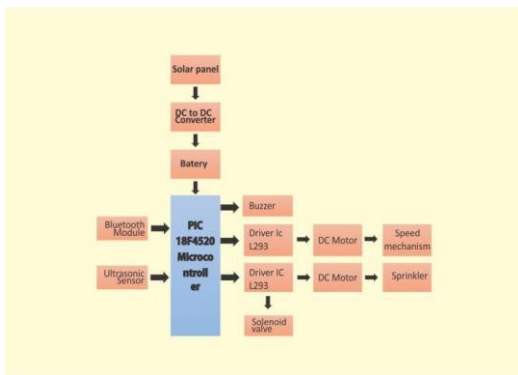 Solar panel
DC to DC
Converter
Batery
Bluetooth
Module
Ultrasonic
Sensor
PIC
18F4520
Microco
ntroll
er
Buzzer
Driver Ic
L293
DC Motor
Speed
mechanism
Driver IC
L293
DC Motor
Sprinkler
Solenoid
valve